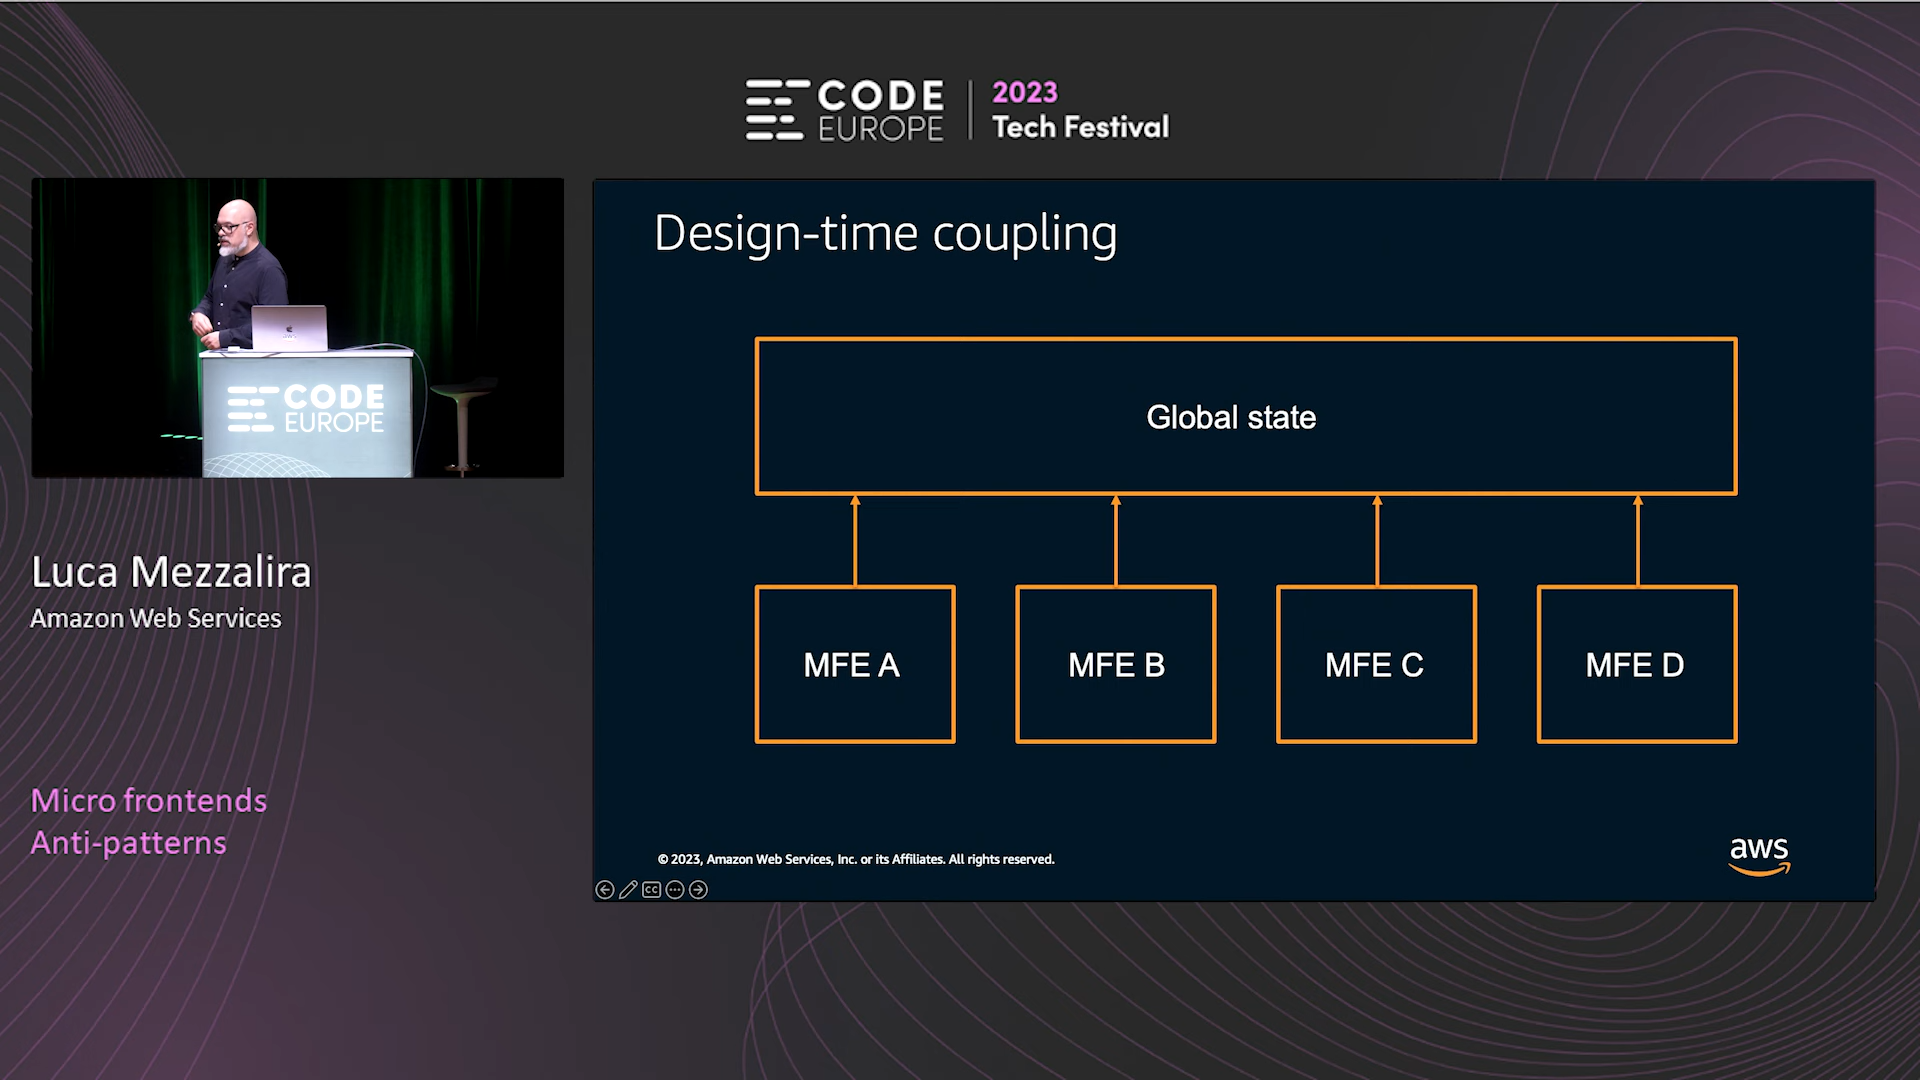 CODE
EUROPE
2023
Tech Festival
CODE
EUROPE
Luca Mezzalira
Amazon Web Services
Micro frontends
Anti-patterns
Design-time coupling
Global state
MFE A
MFE B
MFE C
MFE D
© 2023, Amazon Web Services, Inc. or its Affiliates. All rights reserved.
aws
CC